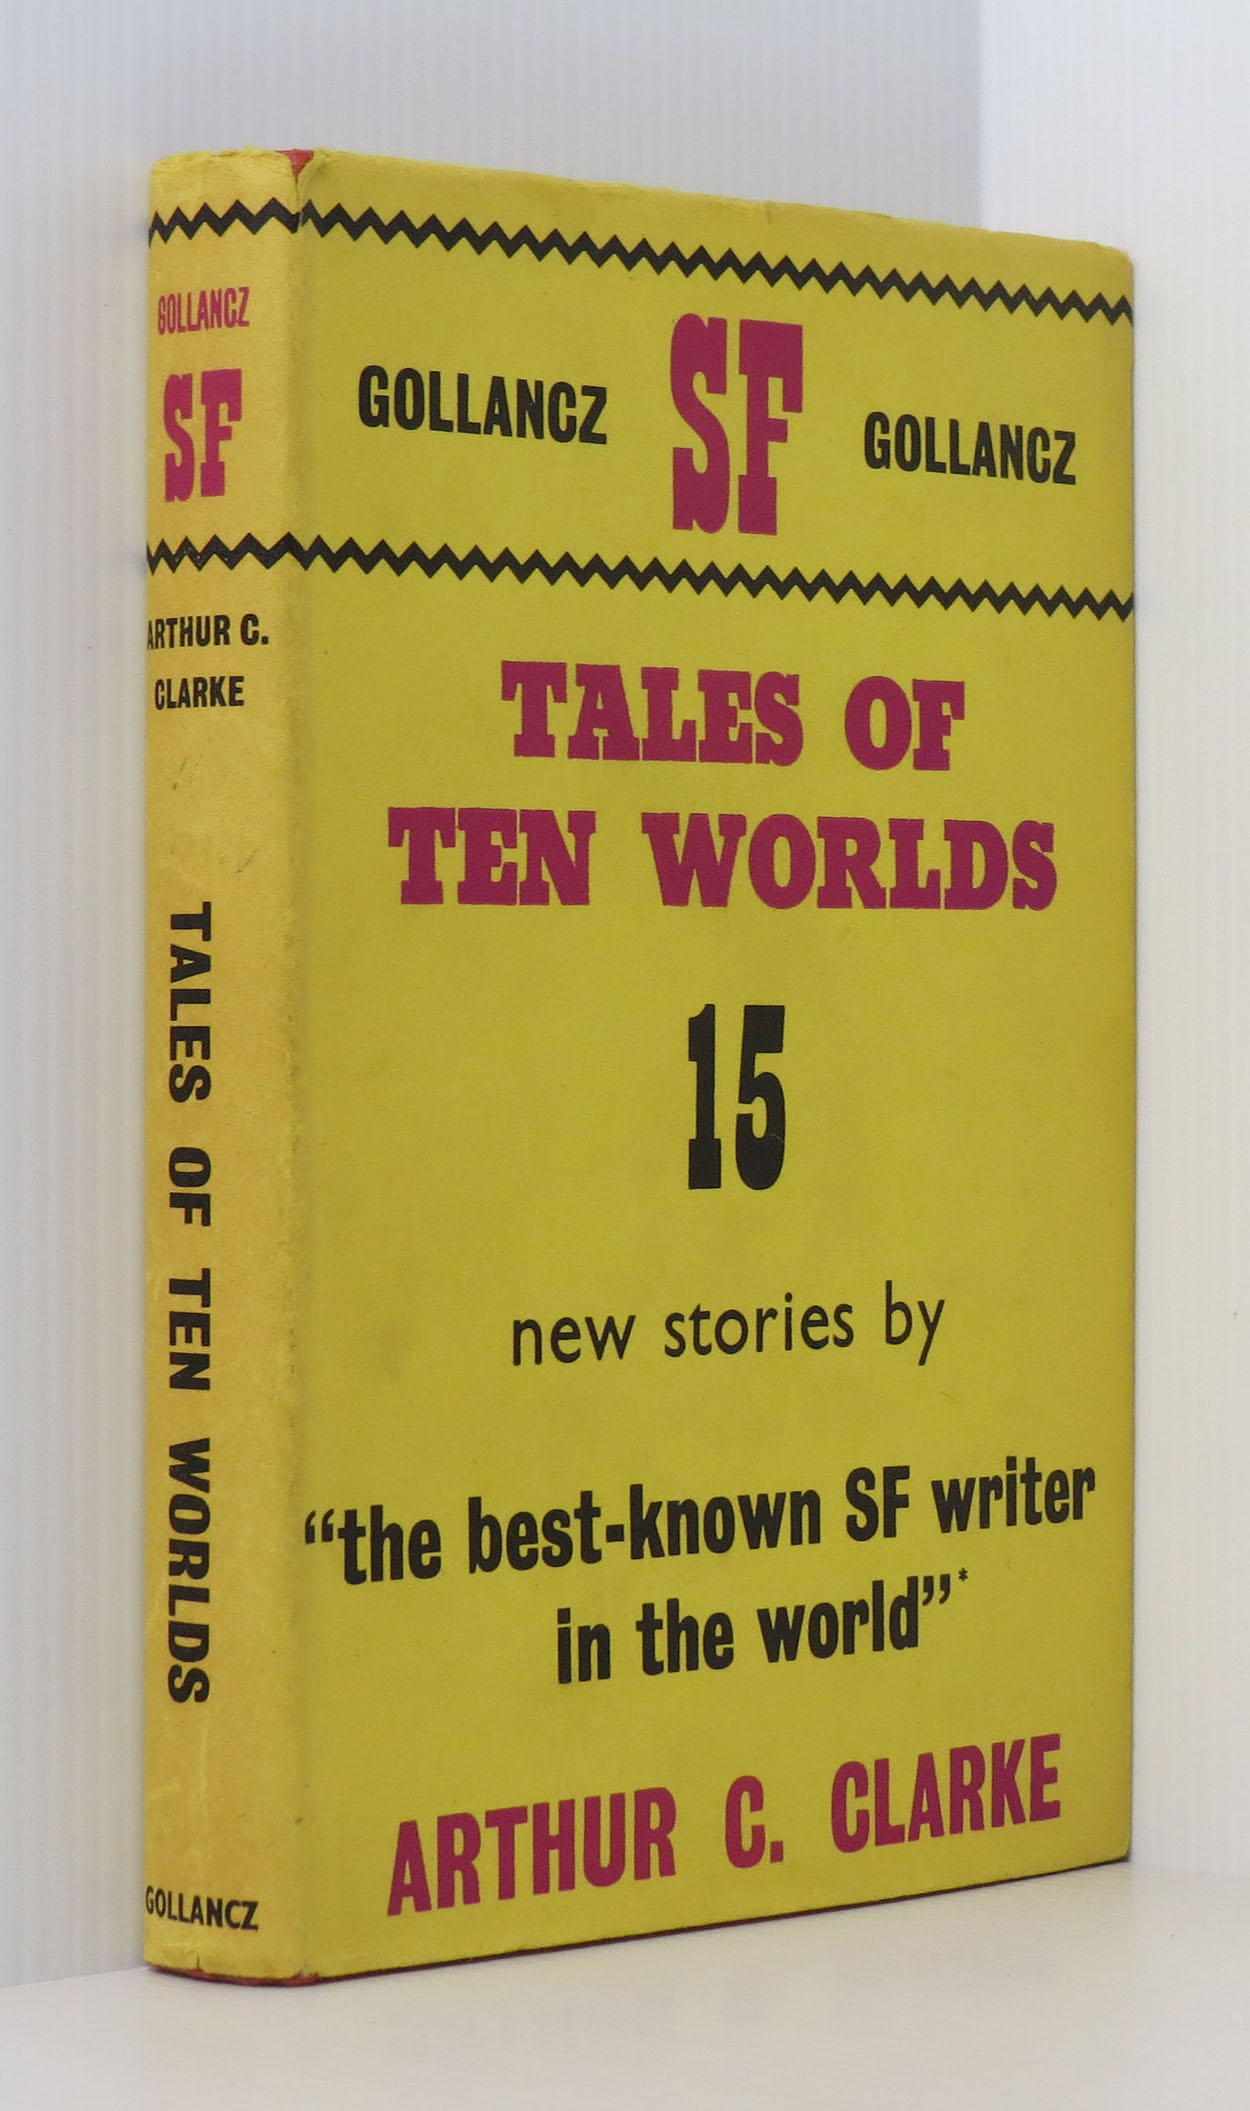 GOLLANCZ
SF
ARTHUR C.
CLARKE
TALES OF TEN WORLDS
GOLLANCZ
GOLLANCZ SF GOLLANCZ
TALES OF
TEN WORLDS
15
new stories by
“the best-known SF writer
in the world”*
ARTHUR C. CLARKE